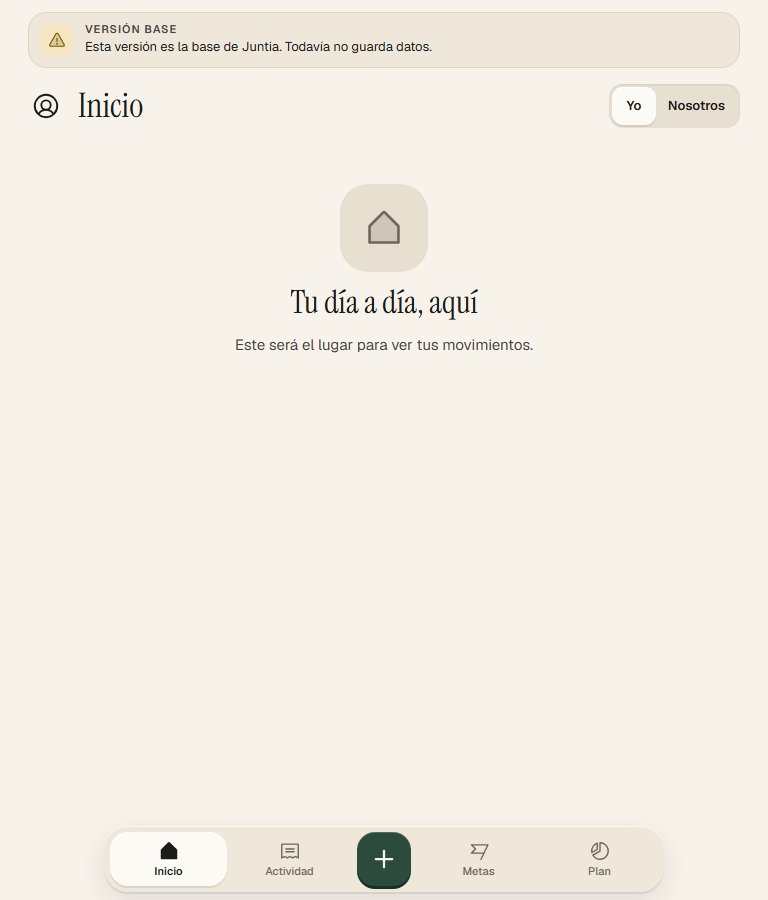 VERSIÓN BASE
Esta versión es la base de Juntia. Todavía no guarda datos.
Inicio
Yo
Nosotros
Tu día a día, aquí
Este será el lugar para ver tus movimientos.
Inicio
Actividad
Metas
Plan